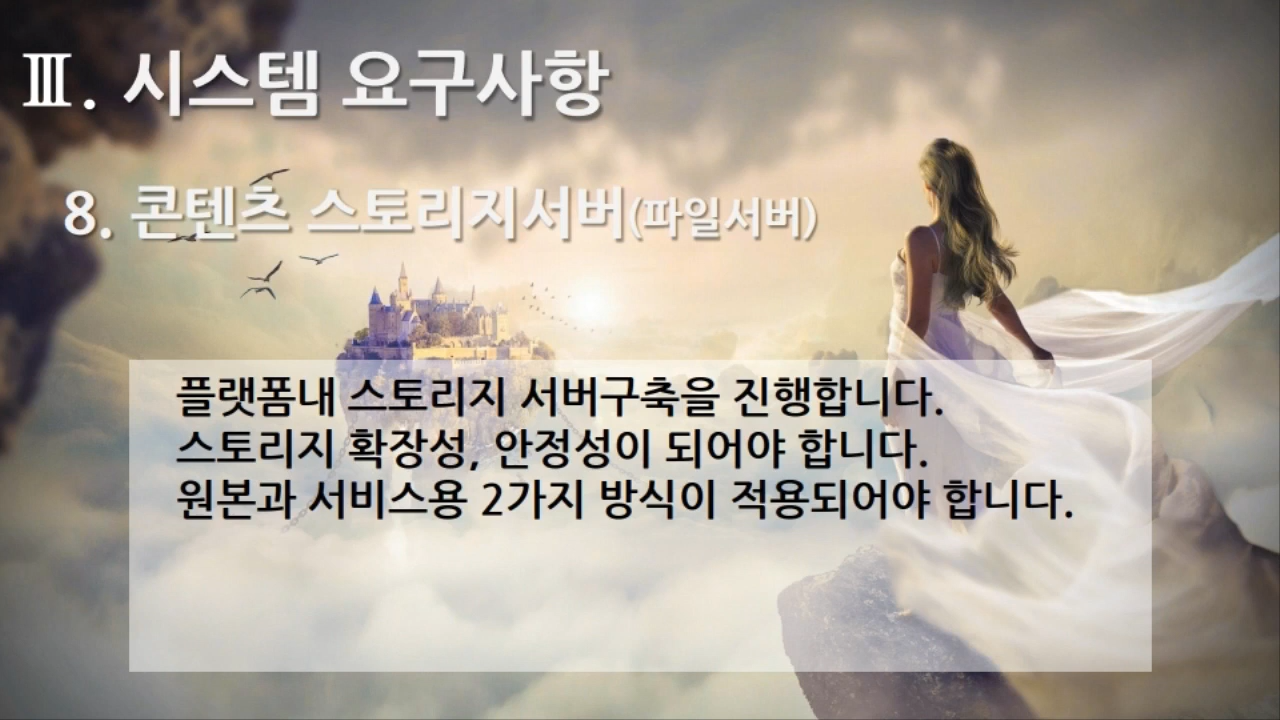 Ⅲ. 시스템 요구사항
8. 콘텐츠 스토리지서버(파일서버)
플랫폼내 스토리지 서버구축을 진행합니다.
스토리지 확장성, 안정성이 되어야 합니다.
원본과 서비스용 2가지 방식이 적용되어야 합니다.